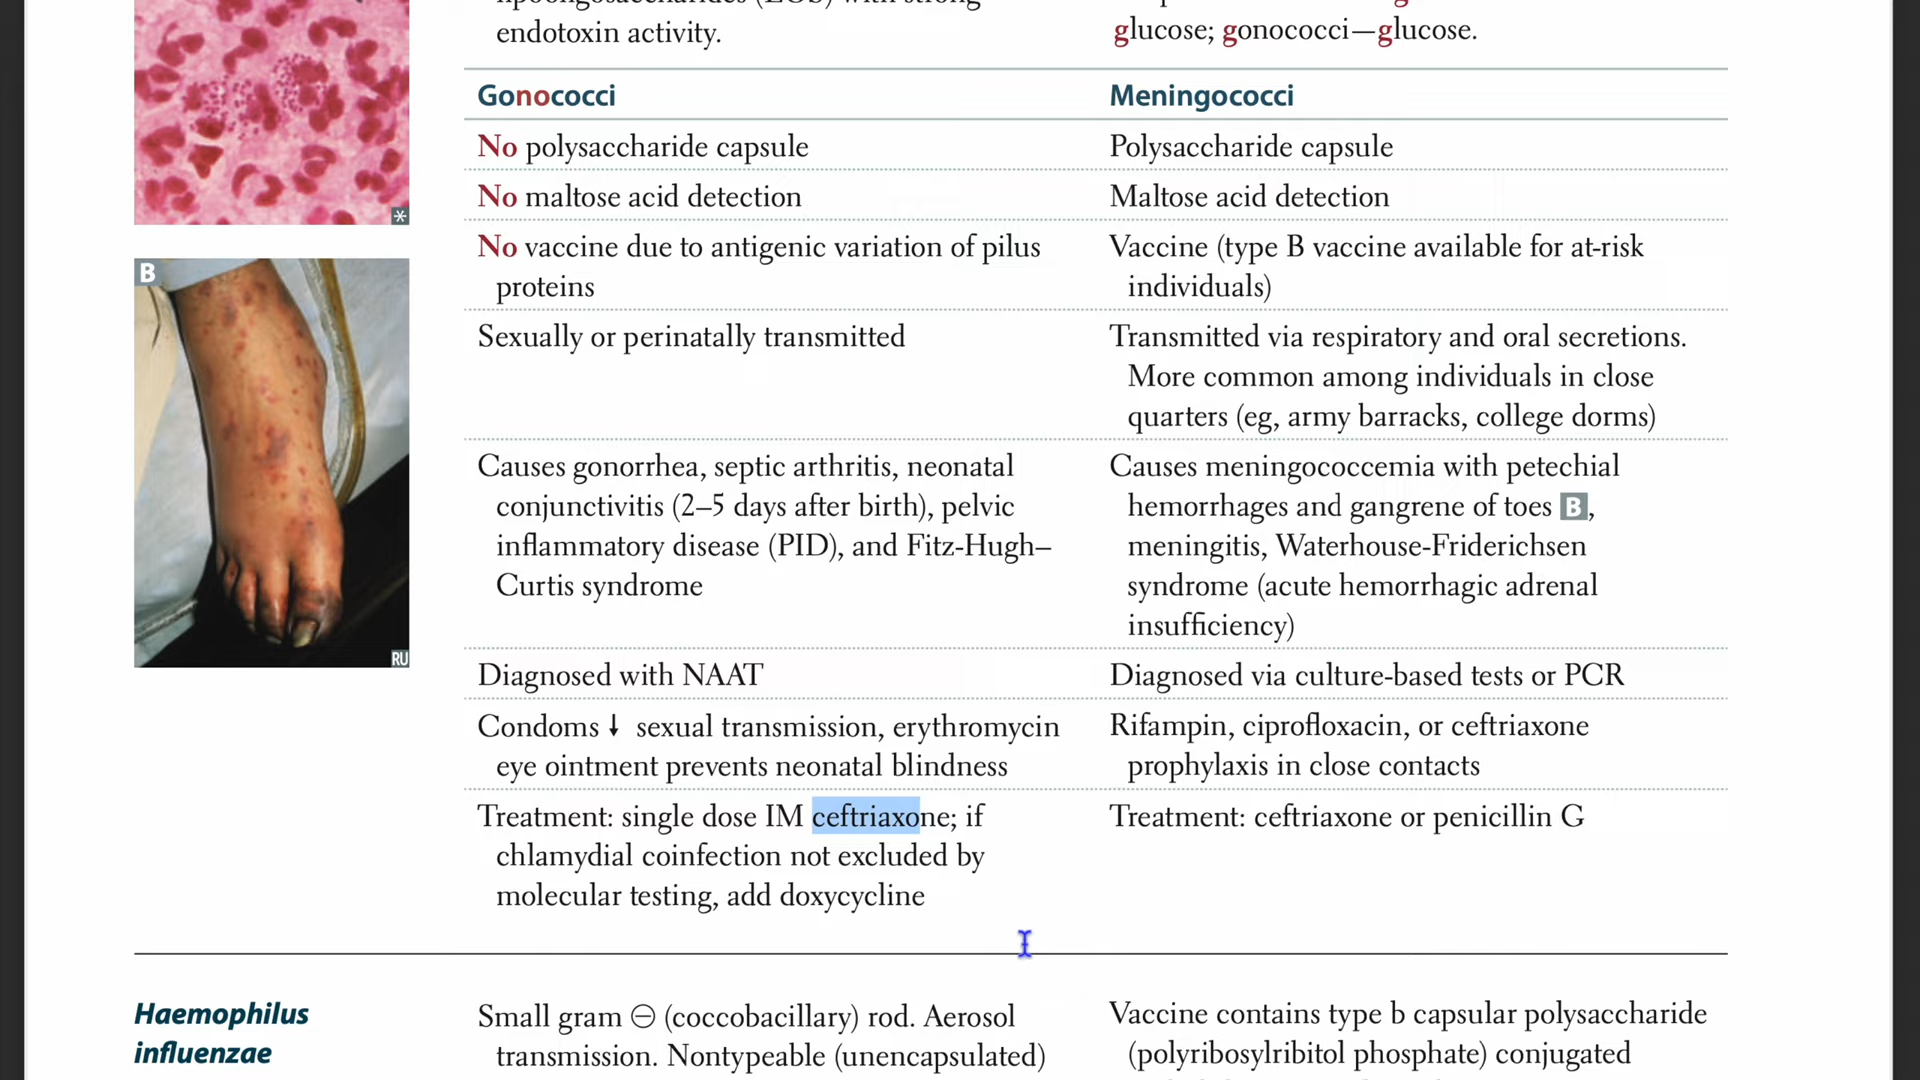 endotoxin activity.
glucose; gonococci—glucose.
Gonococci
Meningococci
No polysaccharide capsule
Polysaccharide capsule
No maltose acid detection
Maltose acid detection
No vaccine due to antigenic variation of pilus
proteins
Vaccine (type B vaccine available for at-risk
individuals)
Sexually or perinatally transmitted
Transmitted via respiratory and oral secretions.
More common among individuals in close
quarters (eg, army barracks, college dorms)
Causes gonorrhea, septic arthritis, neonatal
conjunctivitis (2–5 days after birth), pelvic
inflammatory disease (PID), and Fitz-Hugh–
Curtis syndrome
Causes meningococcemia with petechial
hemorrhages and gangrene of toes B,
meningitis, Waterhouse-Friderichsen
syndrome (acute hemorrhagic adrenal
insufficiency)
Diagnosed with NAAT
Diagnosed via culture-based tests or PCR
Condoms ↓ sexual transmission, erythromycin
eye ointment prevents neonatal blindness
Rifampin, ciprofloxacin, or ceftriaxone
prophylaxis in close contacts
Treatment: single dose IM ceftriaxone; if
chlamydial coinfection not excluded by
molecular testing, add doxycycline
Treatment: ceftriaxone or penicillin G
B
RU
Haemophilus
influenzae
Small gram ⊖ (coccobacillary) rod. Aerosol
transmission. Nontypeable (unencapsulated)
Vaccine contains type b capsular polysaccharide
(polyribosylribitol phosphate) conjugated